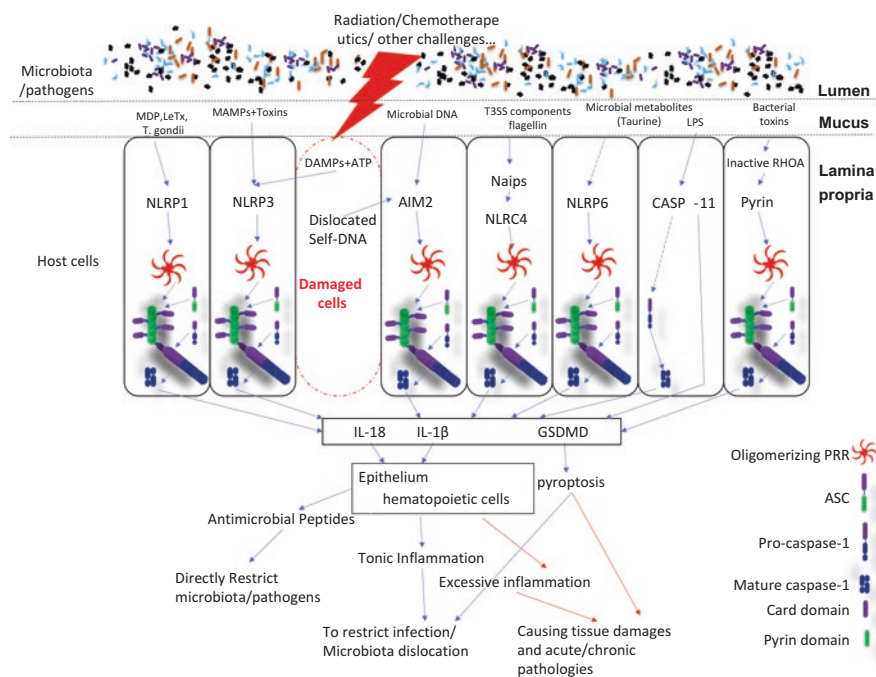 Radiation/Chemotherape
utics/ other challenges...
Microbiota
/pathogens
Lumen
MDP,LeTx,
T. gondii
MAMPs+Toxins
Microbial DNA
T3SS components
flagellin
Microbial metabolites
(Taurine)
LPS
Bacterial
toxins
Mucus
DAMPs+ATP
Inactive RHOA
Lamina
propria
Naips
NLRP1
NLRP3
AIM2
NLRC4
NLRP6
CASP -11
Pyrin
Dislocated
Self-DNA
Host cells
Damaged
cells
IL-18
IL-1β
GSDMD
Oligomerizing PRR
Epithelium
hematopoietic cells
pyroptosis
ASC
Antimicrobial Peptides
Pro-caspase-1
Tonic Inflammation
Directly Restrict
microbiota/pathogens
Excessive inflammation
Mature caspase-1
Card domain
To restrict infection/
Microbiota dislocation
Causing tissue damages
and acute/chronic
pathologies
Pyrin domain